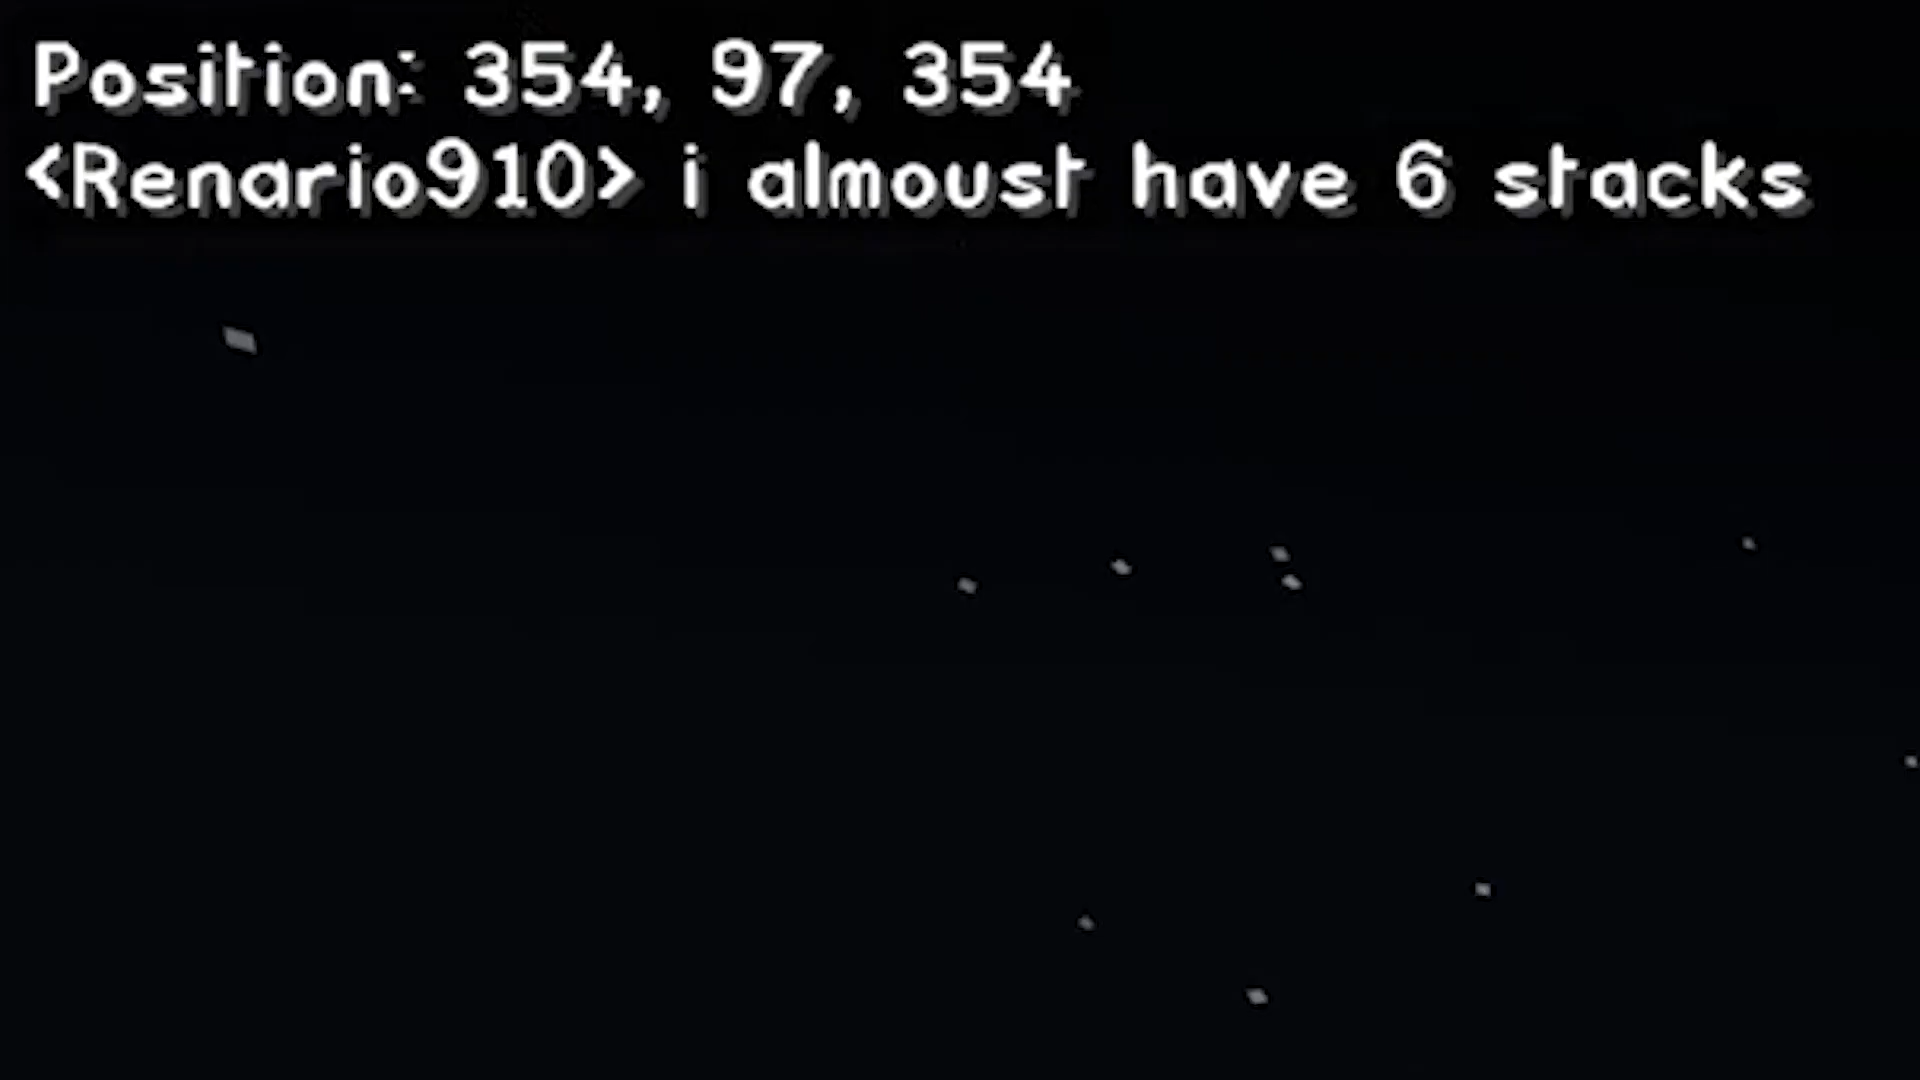 Position: 354, 97, 354
<Renario910> i almoust have 6 stacks